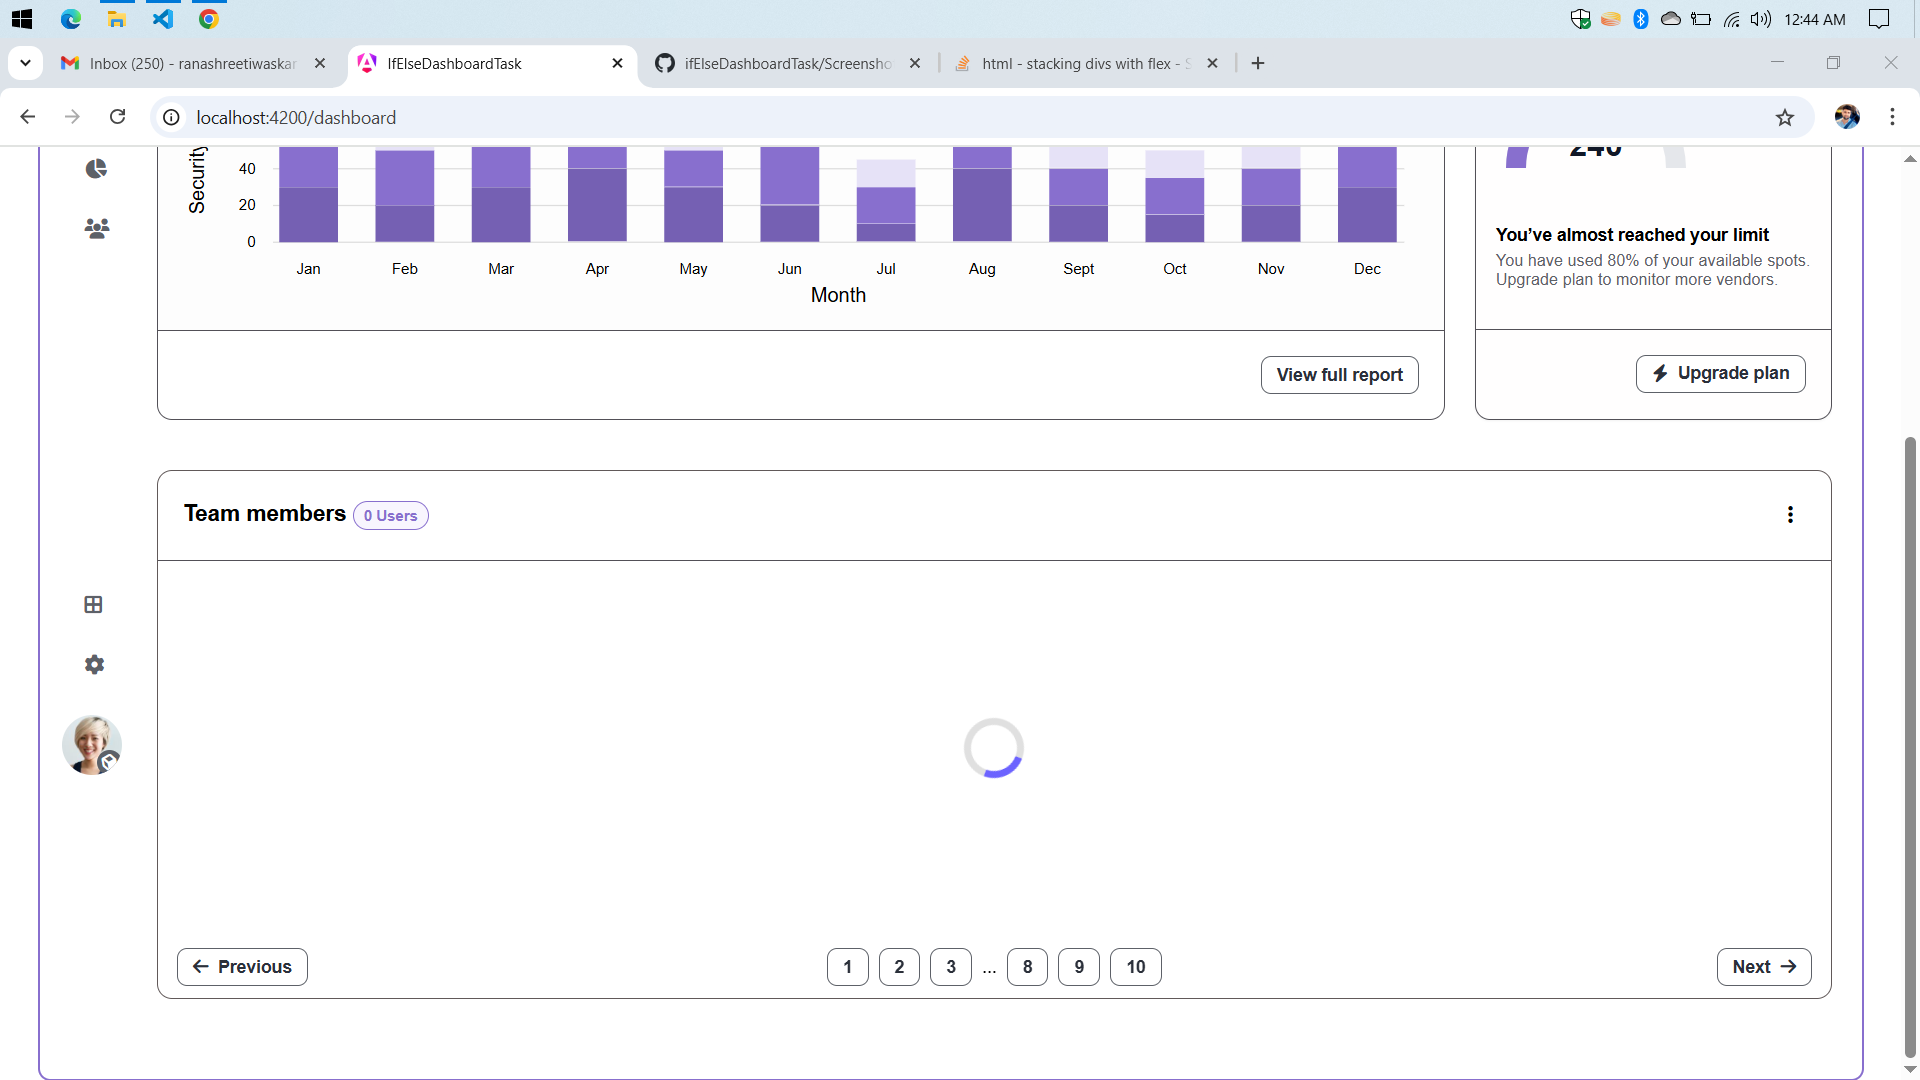 12:44 AM
Inbox (250) - ranashreetiwaskar
IfElseDashboardTask
ifElseDashboardTask/Screensho
html - stacking divs with flex - S
localhost:4200/dashboard
Security
40
20
0
Jan Feb Mar Apr May Jun Jul Aug Sept Oct Nov Dec
Month
240
You’ve almost reached your limit
You have used 80% of your available spots.
Upgrade plan to monitor more vendors.
View full report
Upgrade plan
Team members 0 Users
Previous 1 2 3 ... 8 9 10 Next